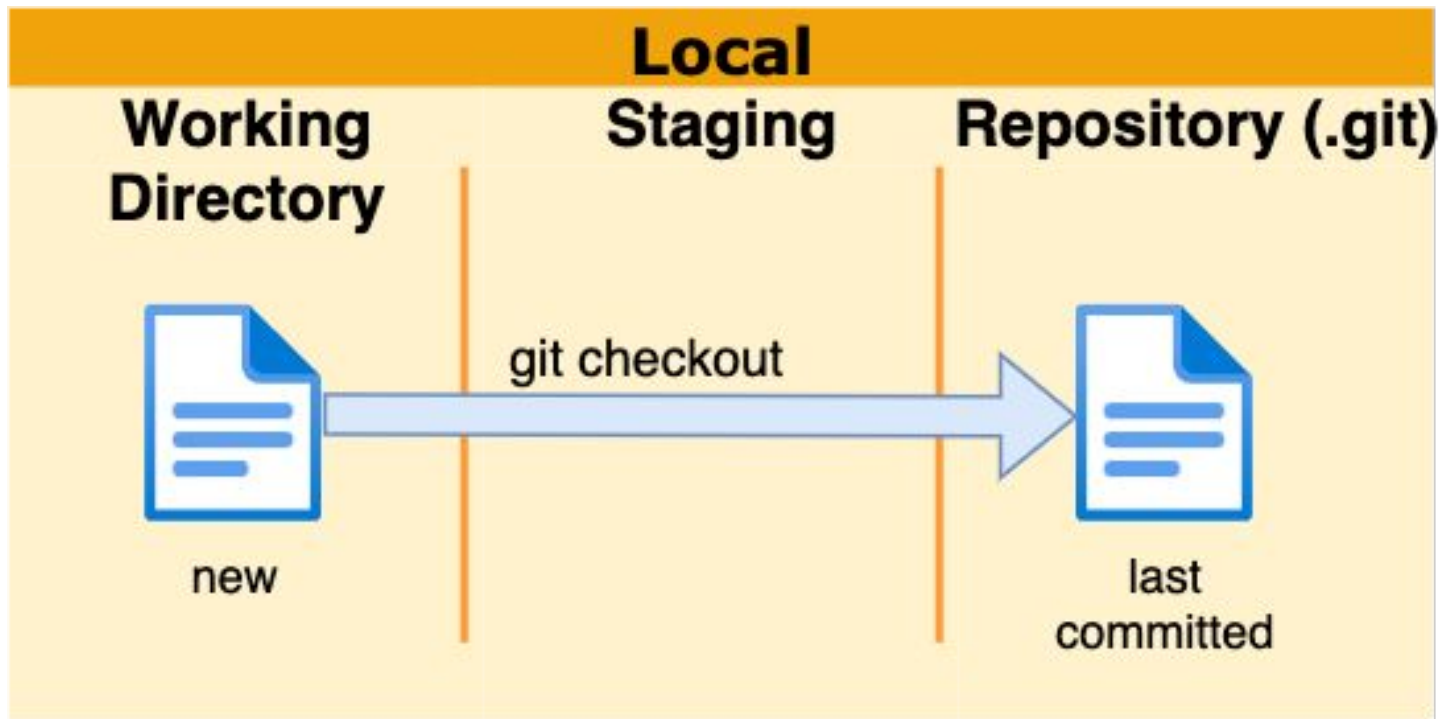 Local
Working
Directory
Staging
Repository (.git)
git checkout
new
last
committed